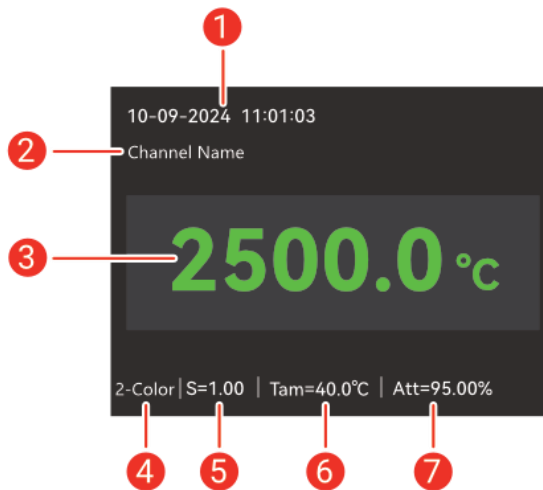 1
10-09-2024 11:01:03
2 Channel Name
3 2500.0 °C
2-Color | S=1.00 | Tam=40.0°C | Att=95.00%
4 5 6 7